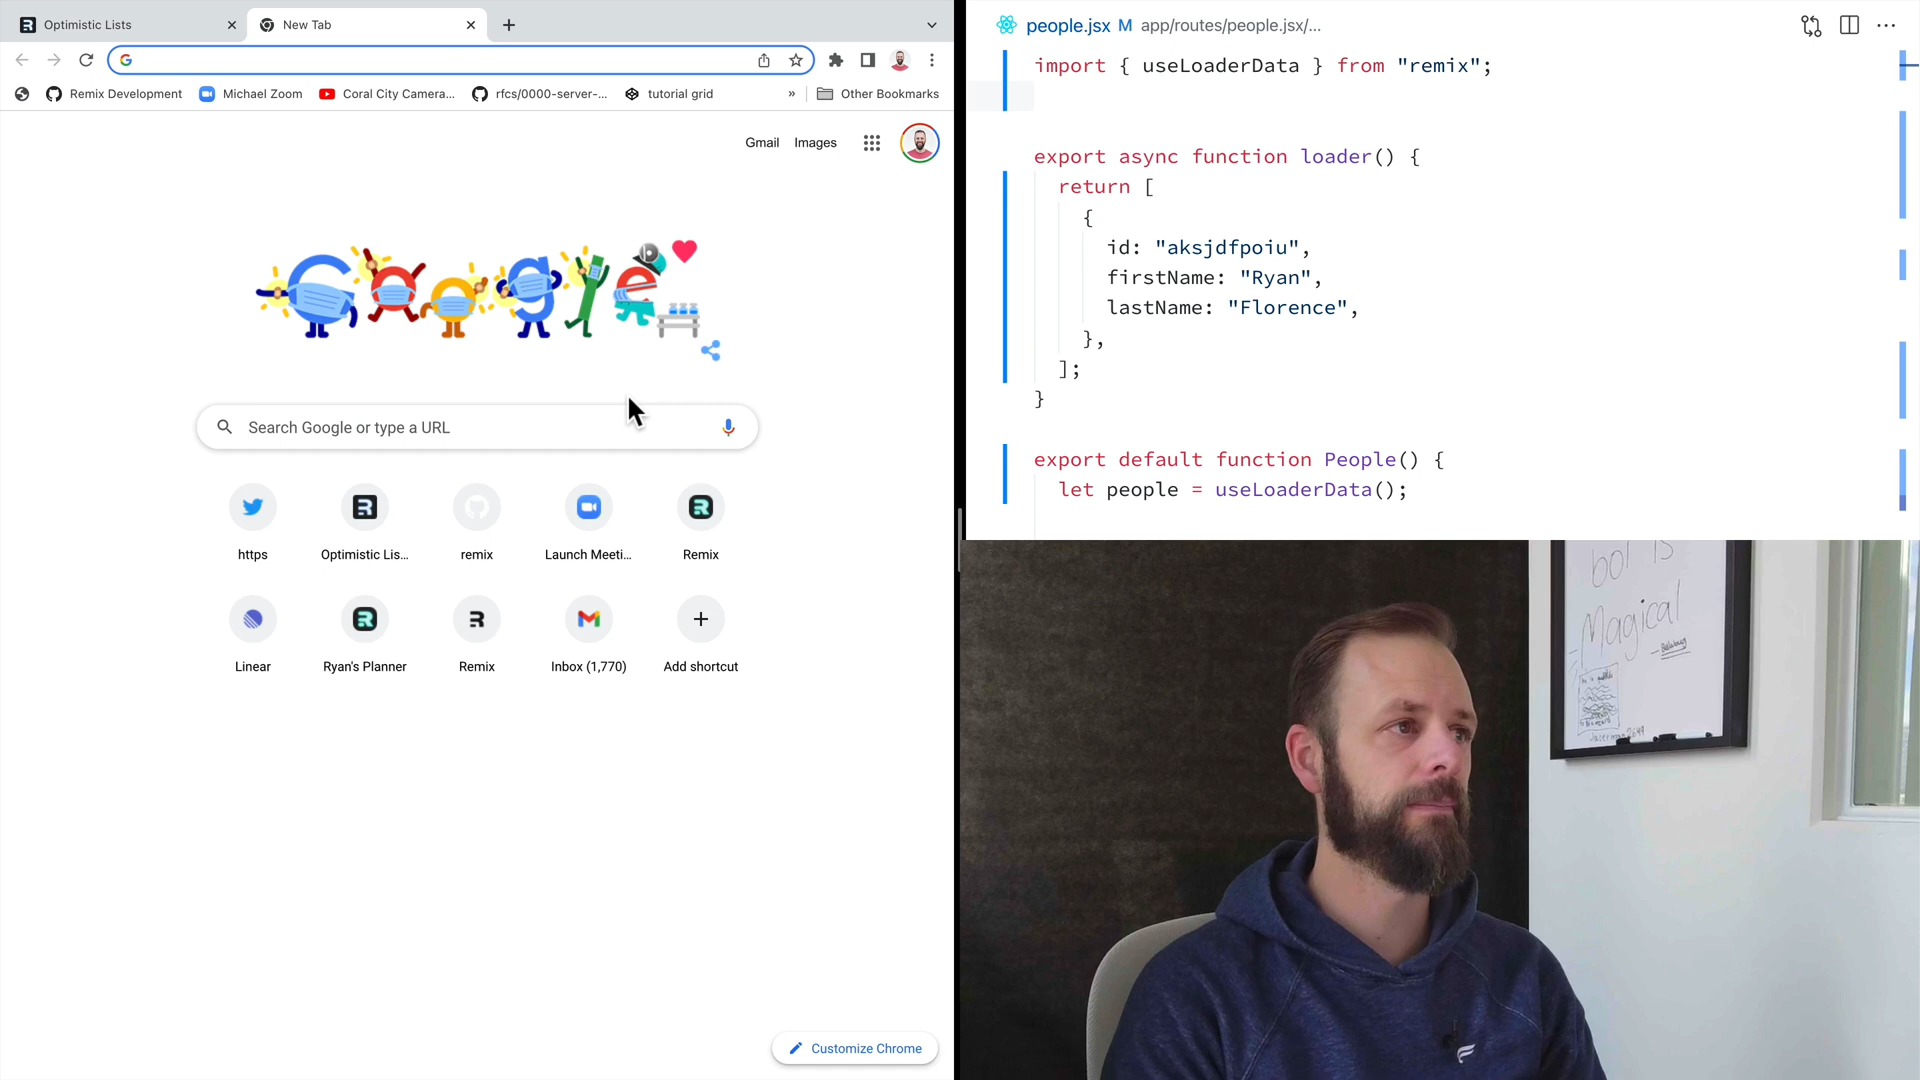 Optimistic Lists
New Tab
Remix Development
Michael Zoom
Coral City Camera...
rfcs/0000-server-...
tutorial grid
»
Other Bookmarks
Gmail
Images
Google
Search Google or type a URL
https
Optimistic Lis...
remix
Launch Meeti...
Remix
Linear
Ryan's Planner
Remix
Inbox (1,770)
Add shortcut
Customize Chrome
people.jsx M app/routes/people.jsx/...
import { useLoaderData } from "remix";
export async function loader() {
return [
{
id: "aksjdfpoiu",
firstName: "Ryan",
lastName: "Florence",
},
];
}
export default function People() {
let people = useLoaderData();
bol is
Magical